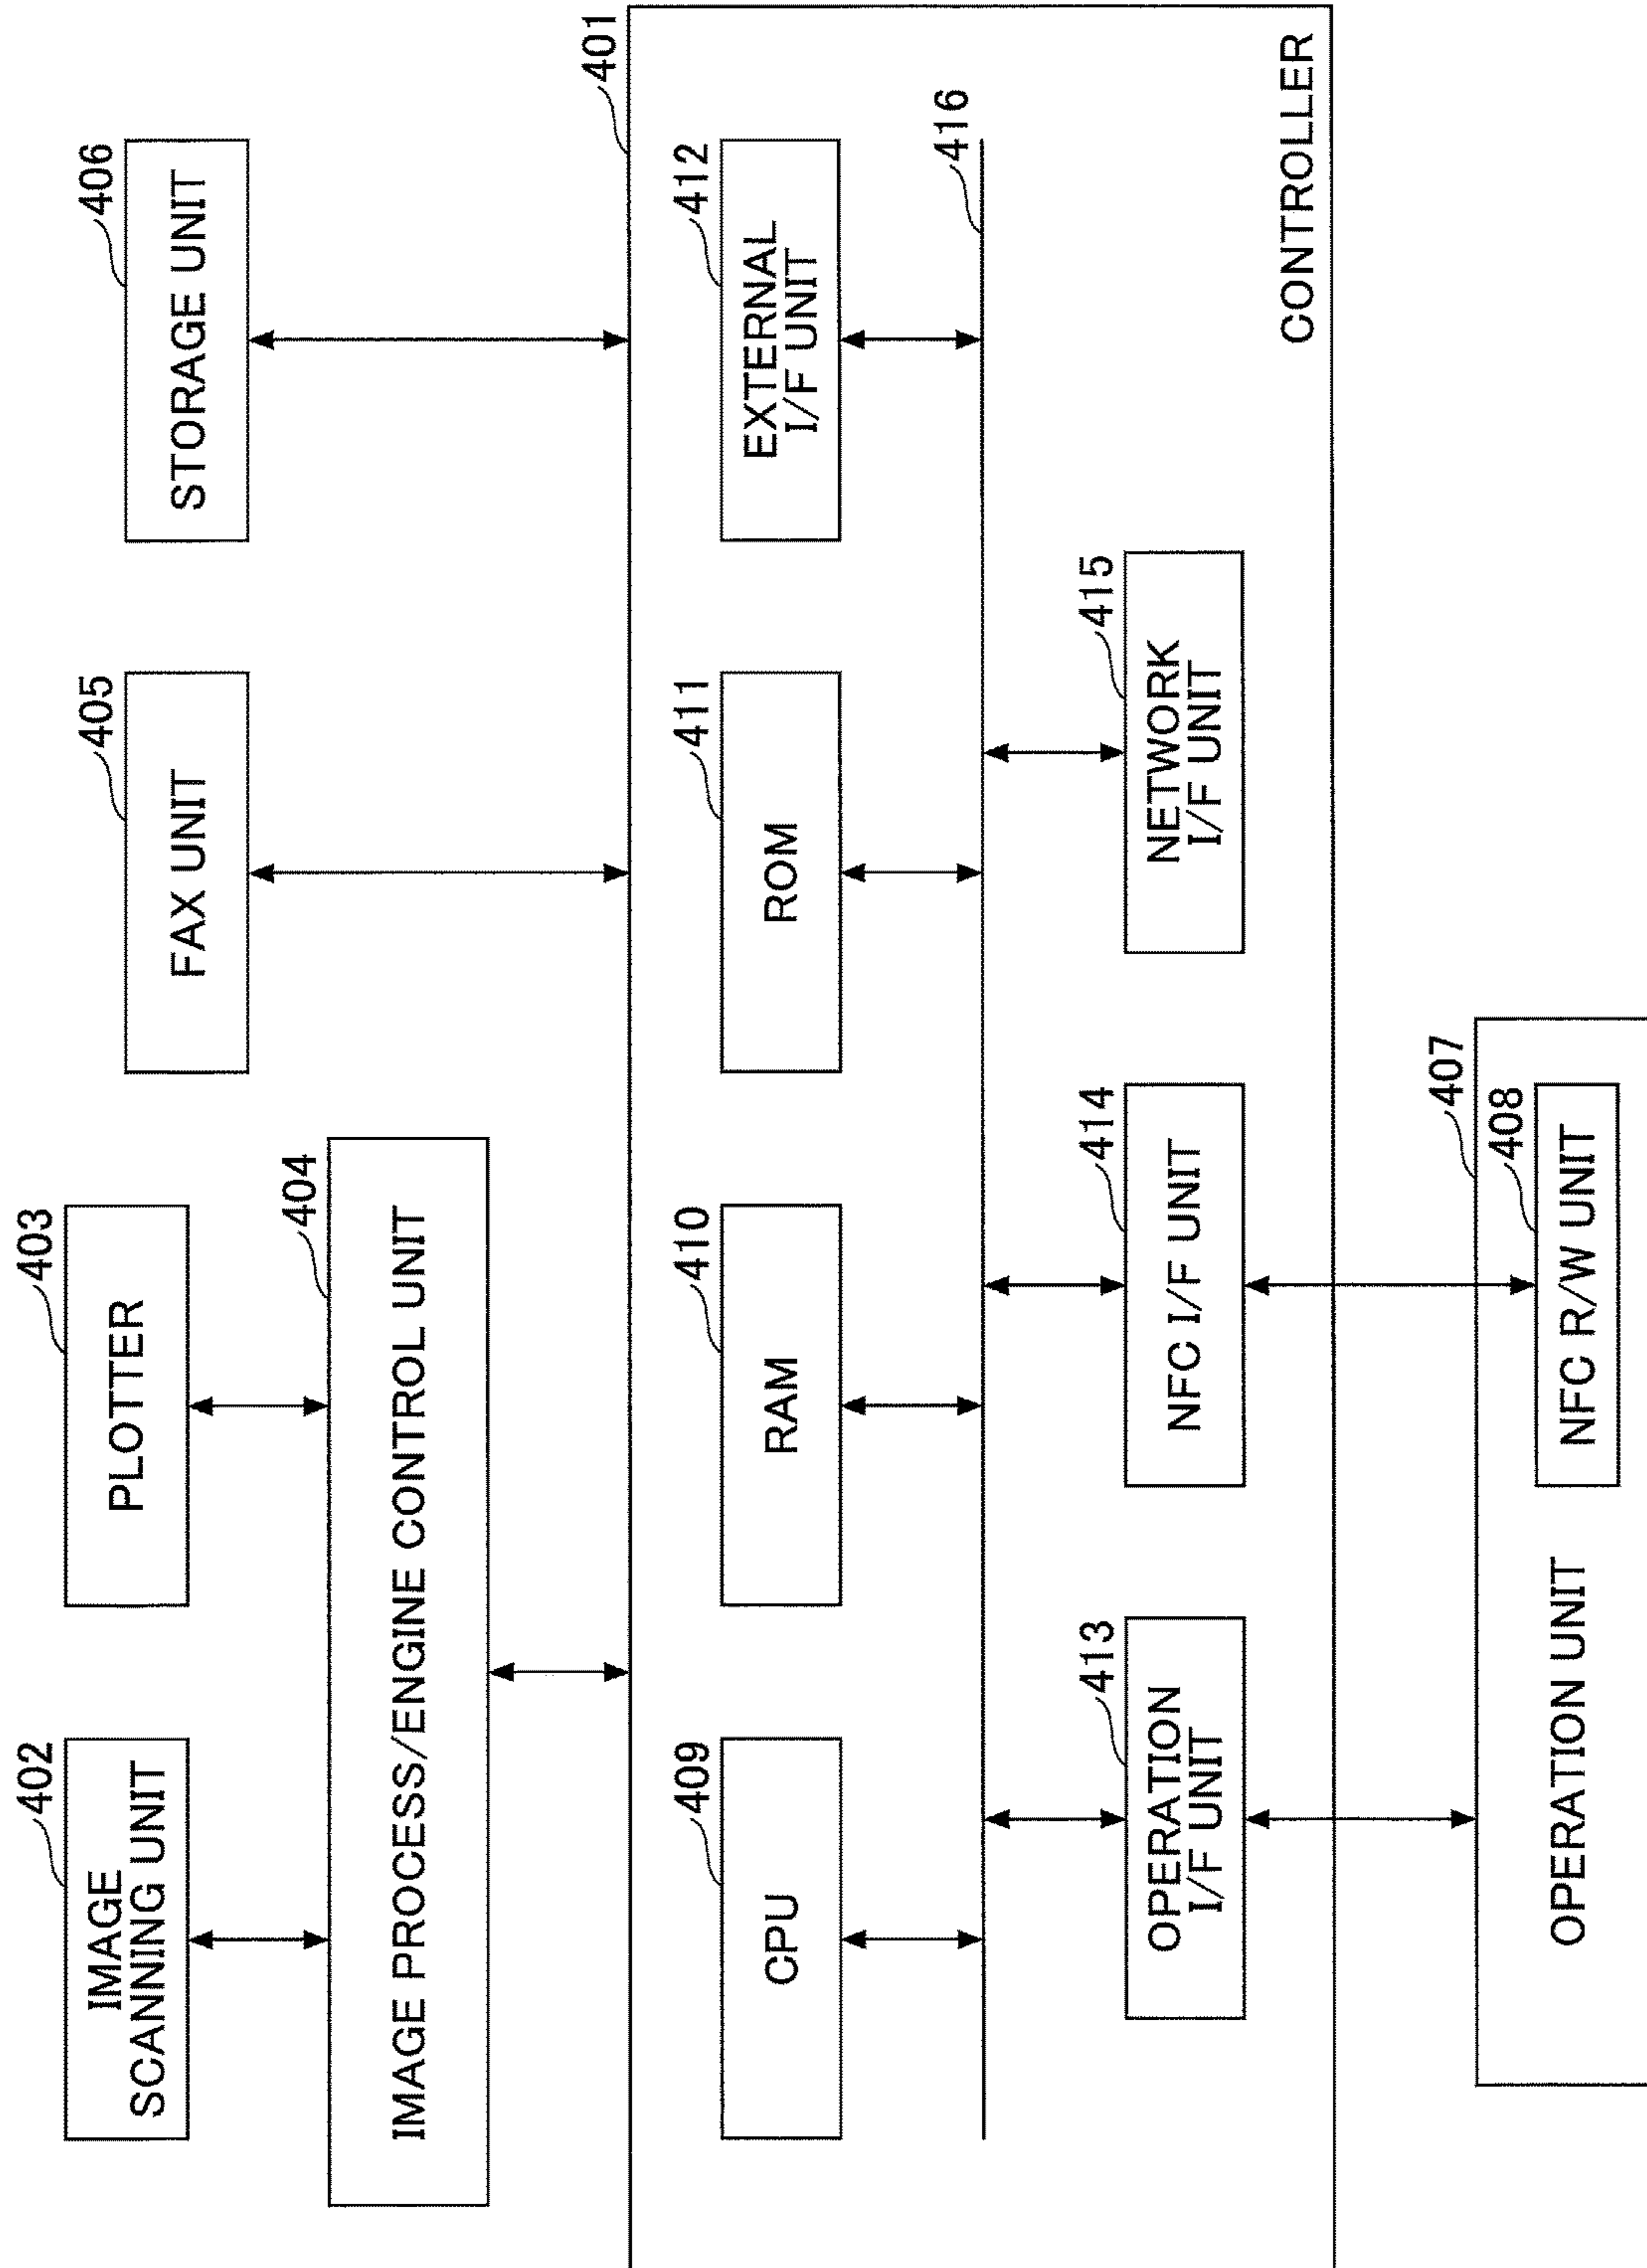 402
IMAGE
SCANNING UNIT
403
PLOTTER
404
IMAGE PROCESS/ENGINE CONTROL UNIT
405
FAX UNIT
406
STORAGE UNIT
401
409
CPU
410
RAM
411
ROM
412
EXTERNAL
I/F UNIT
416
413
OPERATION
I/F UNIT
414
NFC I/F UNIT
415
NETWORK
I/F UNIT
CONTROLLER
407
OPERATION UNIT
408
NFC R/W UNIT